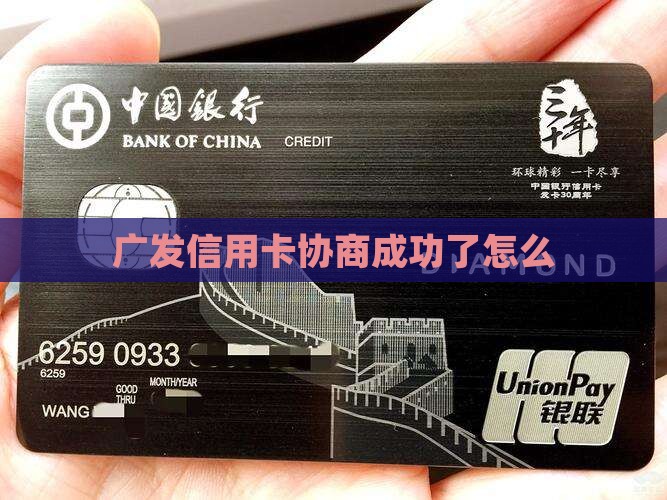 中國銀行
BANK OF CHINA
CREDIT
三十年
环球精彩 一卡尽享
中国银行信用卡
发卡30周年
广发信用卡协商成功了怎么
DIAMOND
6259 0933
6259
GOOD
THRU
MONTH/YEAR
WANG
UnionPay
银联